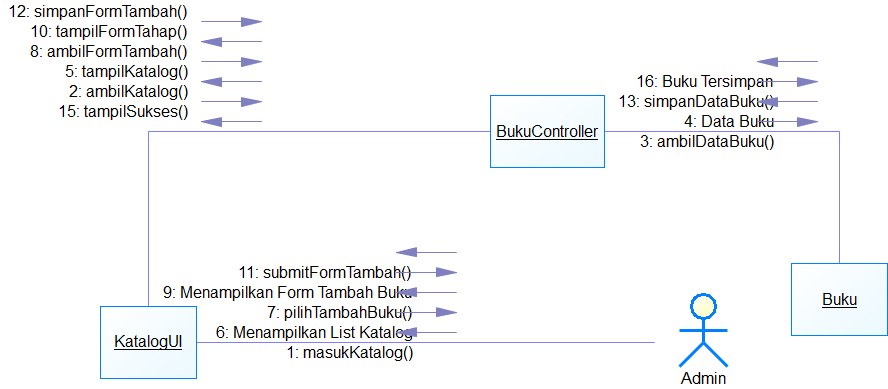 12: simpanFormTambah()
10: tampilFormTahap()
8: ambilFormTambah()
5: tampilKatalog()
2: ambilKatalog()
15: tampilSukses()
16: Buku Tersimpan
13: simpanDataBuku()
4: Data Buku
3: ambilDataBuku()
BukuController
11: submitFormTambah()
9: Menampilkan Form Tambah Buku
7: pilihTambahBuku()
6: Menampilkan List Katalog
1: masukKatalog()
KatalogUI
Buku
Admin